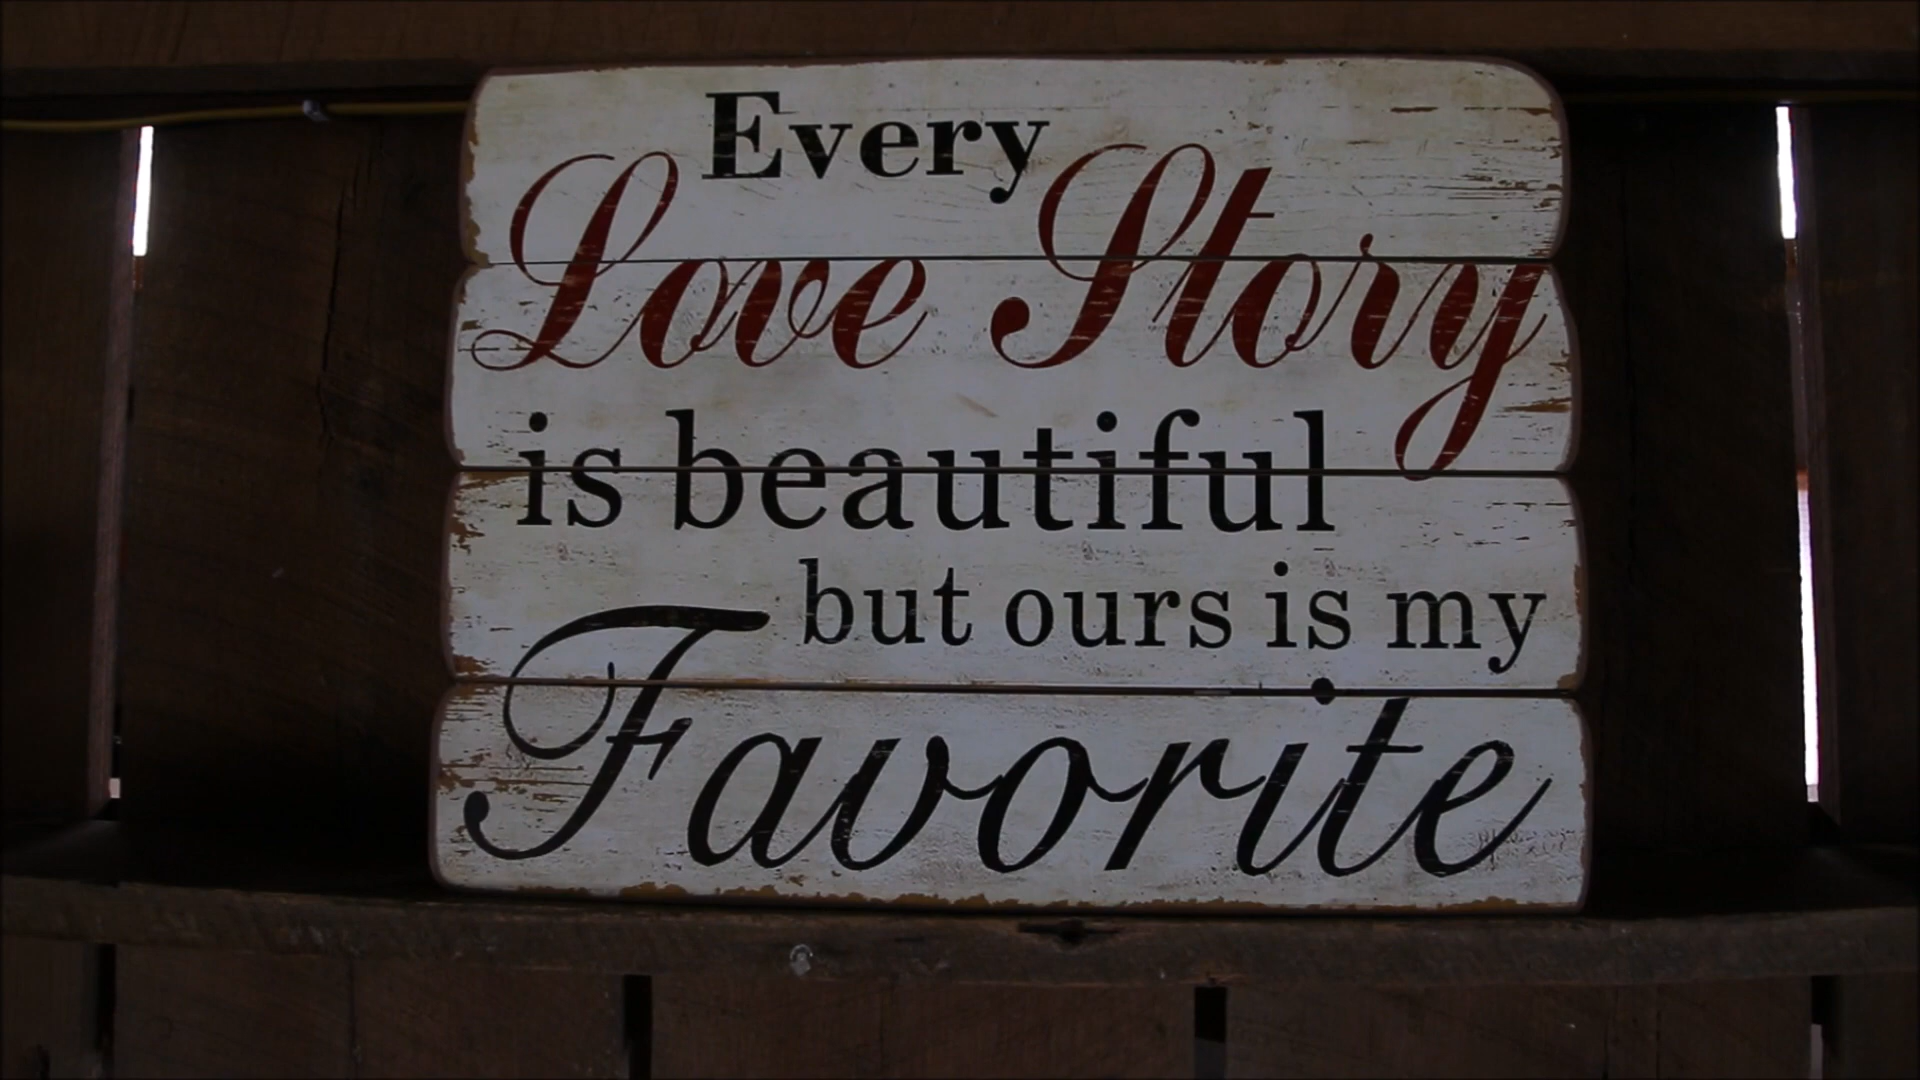 Every
Love Story
is beautiful
but ours is my
Favorite